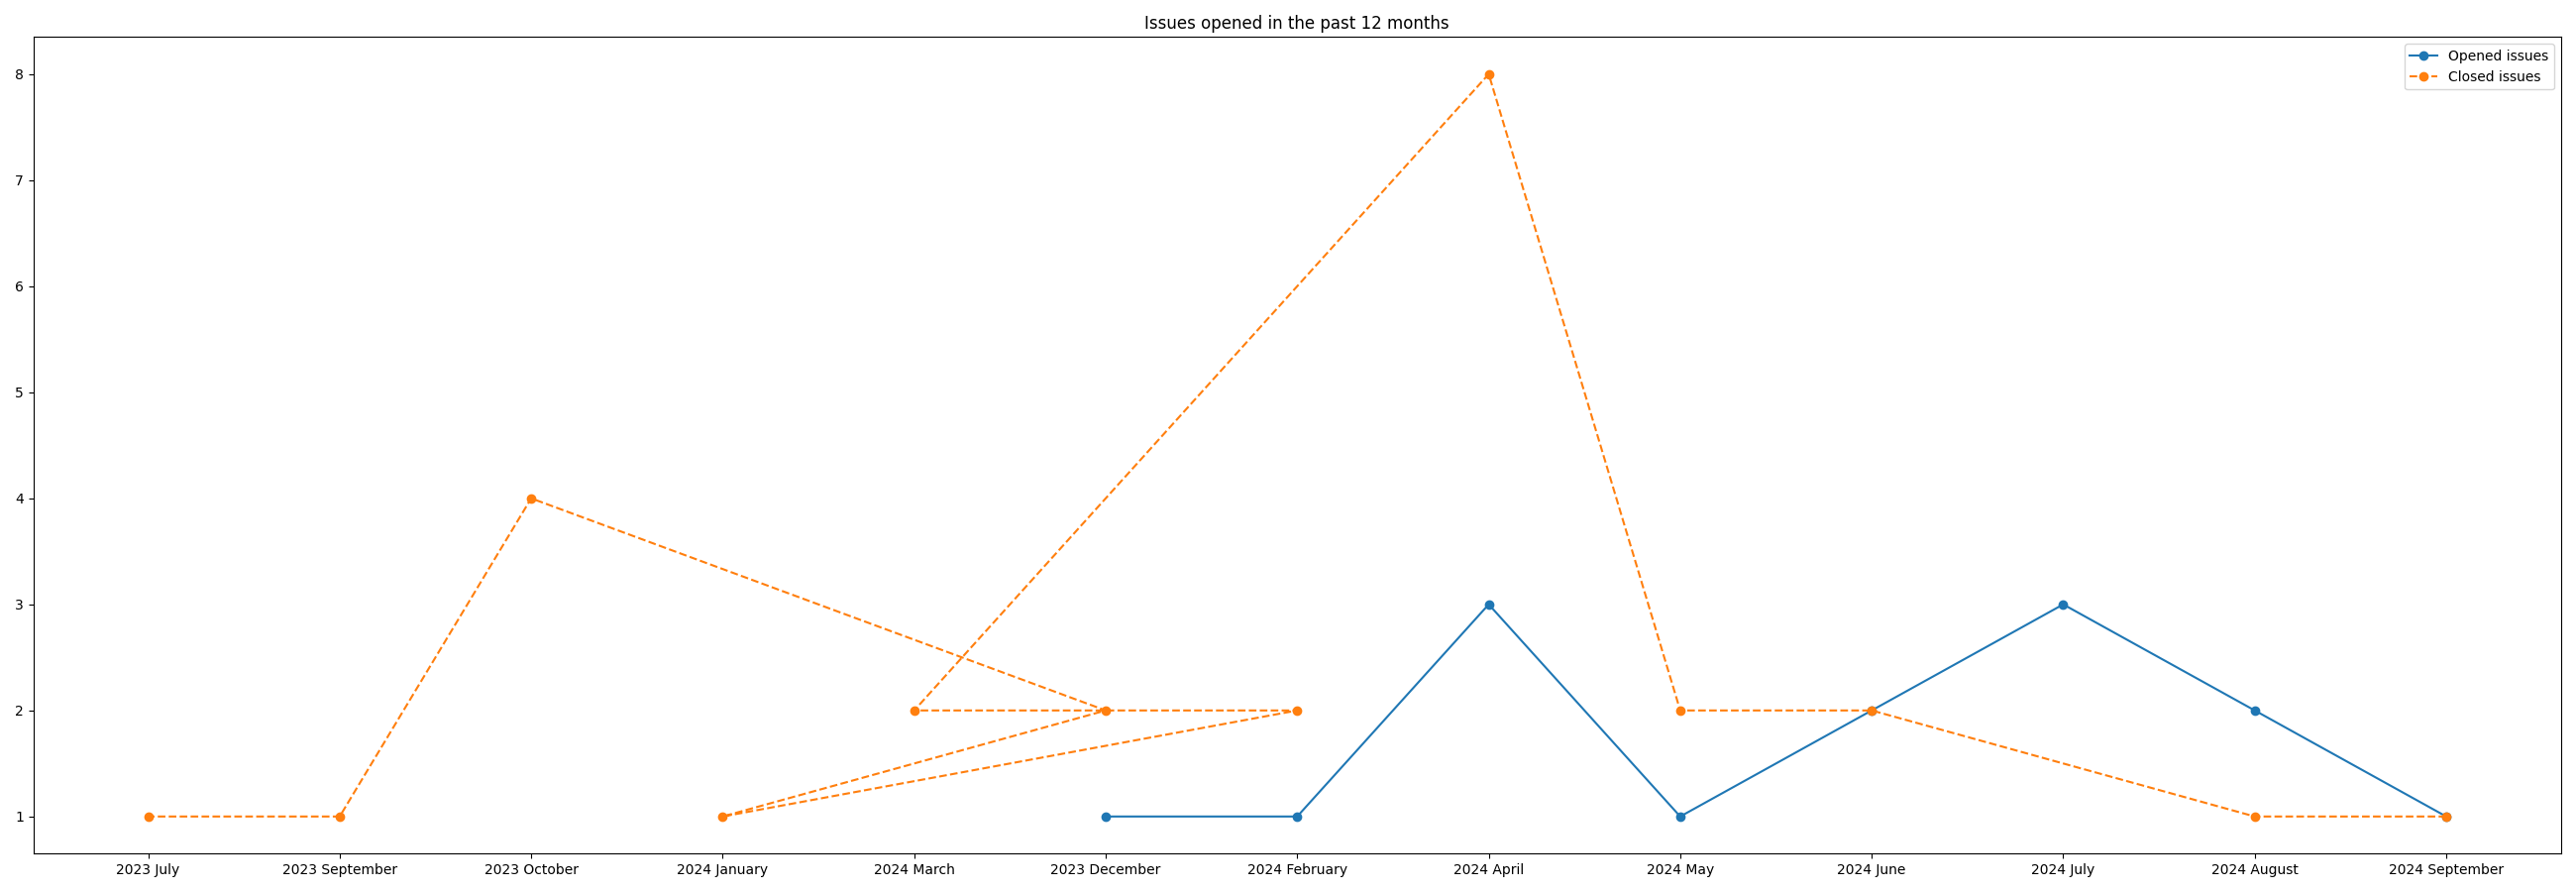 Issues opened in the past 12 months
Opened issues
Closed issues
8
7
6
5
4
3
2
1
2023 July 2023 September 2023 October 2024 January 2024 March 2023 December 2024 February 2024 April 2024 May 2024 June 2024 July 2024 August 2024 September